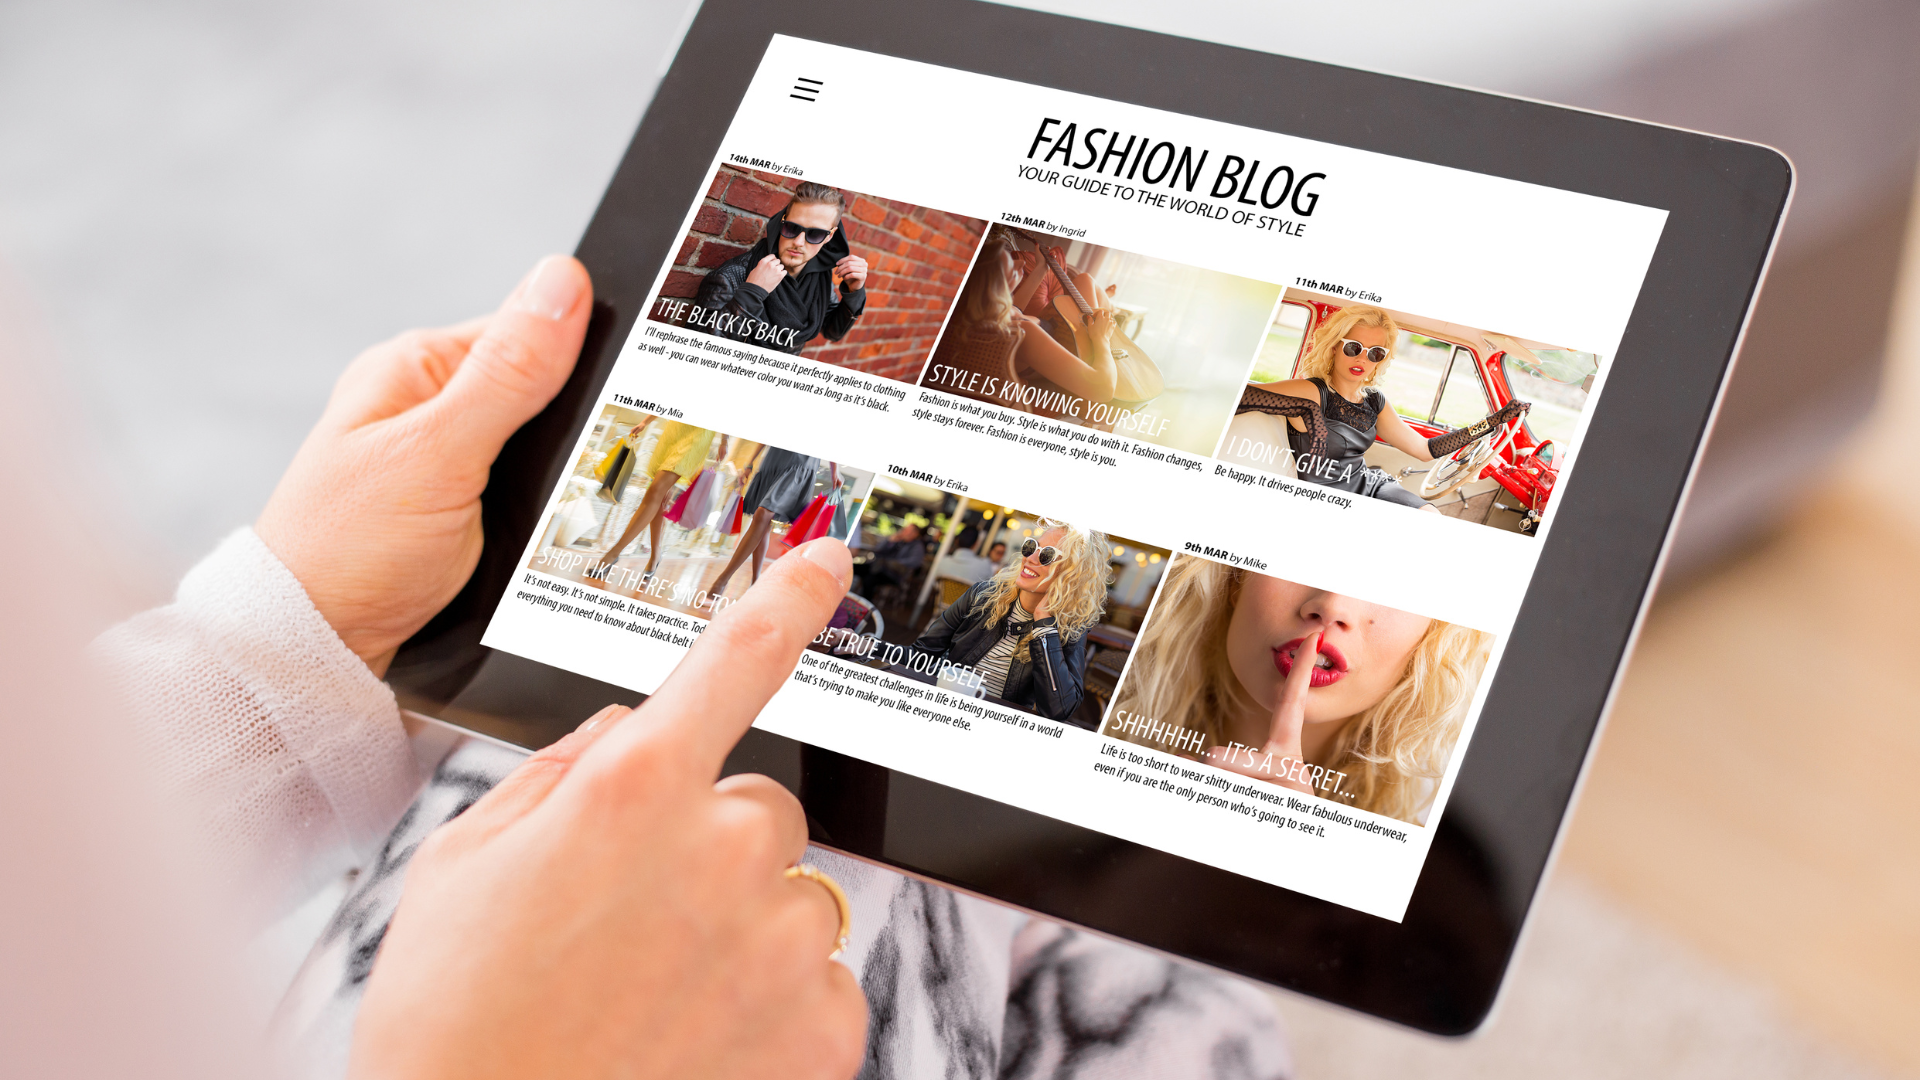 FASHION BLOG
YOUR GUIDE TO THE WORLD OF STYLE
14th MAR by Erika
THE BLACK IS BACK
I'll rephrase the famous saying because it perfectly applies to clothing
as well - you can wear whatever color you want as long as it's black.
12th MAR by Ingrid
STYLE IS KNOWING YOURSELF
Fashion is what you buy. Style is what you do with it. Fashion changes,
style stays forever. Fashion is everyone, style is you.
11th MAR by Erika
I DON'T GIVE A ****
Be happy. It drives people crazy.
11th MAR by Mia
SHOP LIKE THERE'S NO
It's not easy. It's not simple. It takes practice.
everything you need to know about black belt
10th MAR by Erika
BE TRUE TO YOURSELF
One of the greatest challenges in life is being yourself in a world
that's trying to make you like everyone else.
9th MAR by Mike
SHHHHHH... IT'S A SECRET...
Life is too short to wear shitty underwear. Wear fabulous underwear,
even if you are the only person who's going to see it.